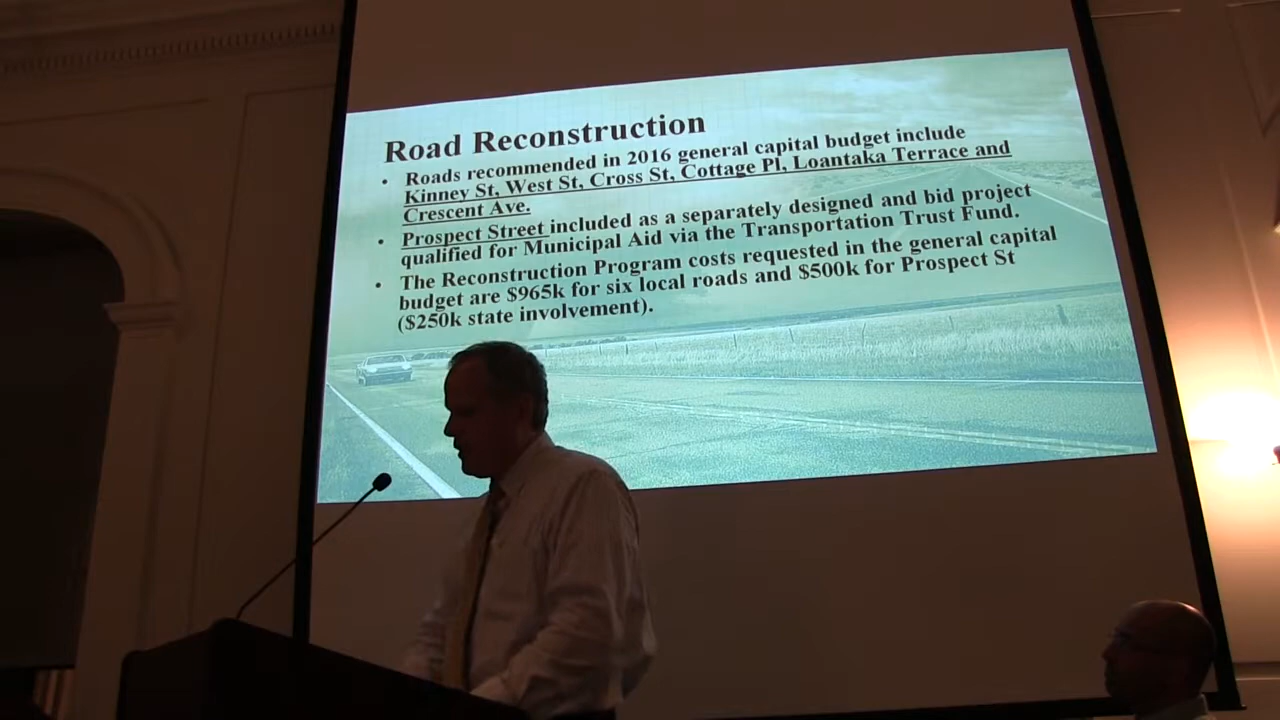 Road Reconstruction
• Roads recommended in 2016 general capital budget include
Kinney St, West St, Cross St, Cottage Pl, Loantaka Terrace and
Crescent Ave.
• Prospect Street included as a separately designed and bid project
qualified for Municipal Aid via the Transportation Trust Fund.
• The Reconstruction Program costs requested in the general capital
budget are $965k for six local roads and $500k for Prospect St
($250k state involvement).